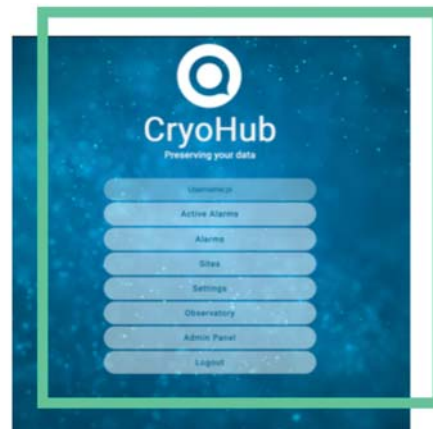 CryoHub
Preserving your data
Active Alarms
Alarms
Sites
Settings
Observatory
Admin Panel
Logout